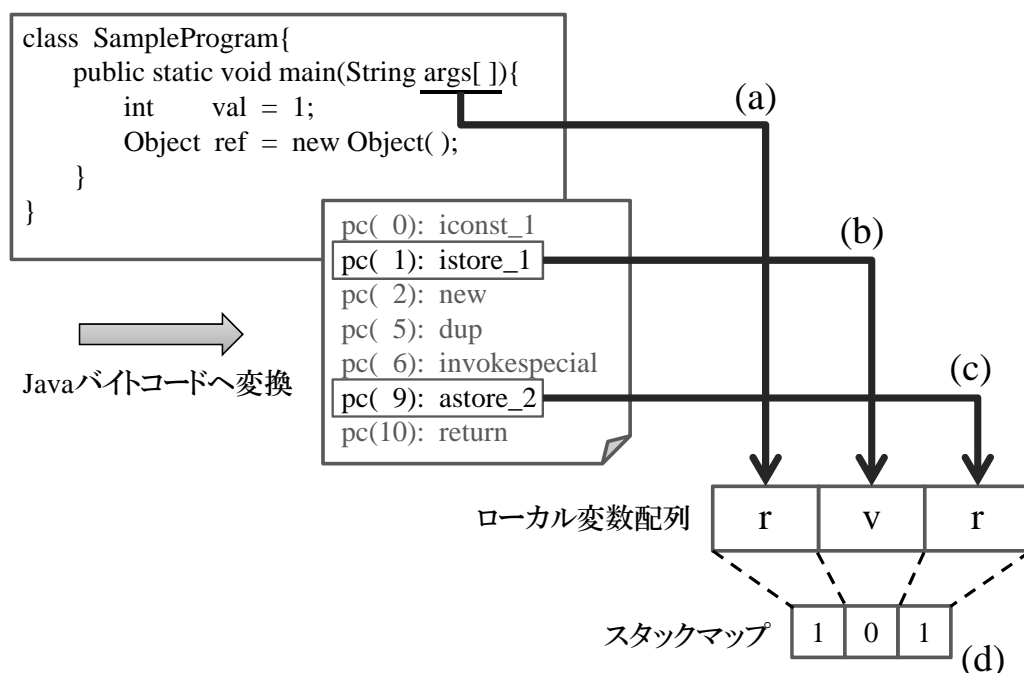 class SampleProgram{
public static void main(String args[ ]){
int val = 1;
Object ref = new Object( );
}
}
(a)
pc( 0): iconst_1
(b)
pc( 1): istore_1
pc( 2): new
pc( 5): dup
pc( 6): invokespecial
(c)
pc( 9): astore_2
pc(10): return
Javaバイトコードへ変換
ローカル変数配列
r v r
スタックマップ
1 0 1
(d)